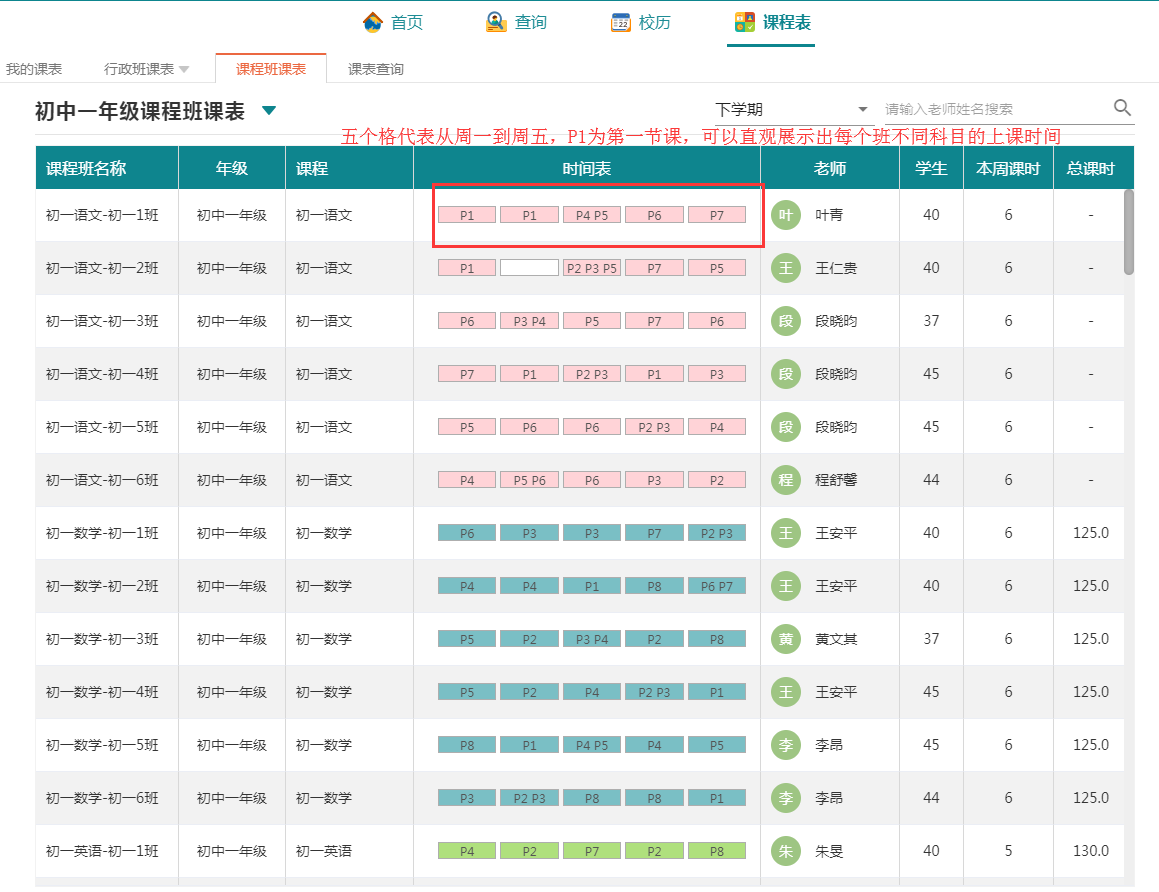 首页 查询 22 校历 课程表
我的课表 行政班课表 课程班课表 课表查询
初中一年级课程班课表 下学期 请输入老师姓名搜索
五个格代表从周一到周五，P1为第一节课，可以直观展示出每个班不同科目的上课时间
课程班名称 年级 课程 时间表 老师 学生 本周课时 总课时
初一语文-初一1班 初中一年级 初一语文 P1 P1 P4 P5 P6 P7 叶 叶青 40 6 -
初一语文-初一2班 初中一年级 初一语文 P1 P2 P3 P5 P7 P5 王 王仁贵 40 6 -
初一语文-初一3班 初中一年级 初一语文 P6 P3 P4 P5 P7 P6 段 段晓昀 37 6 -
初一语文-初一4班 初中一年级 初一语文 P7 P1 P2 P3 P1 P3 段 段晓昀 45 6 -
初一语文-初一5班 初中一年级 初一语文 P5 P6 P6 P2 P3 P4 段 段晓昀 45 6 -
初一语文-初一6班 初中一年级 初一语文 P4 P5 P6 P6 P3 P2 程 程舒馨 44 6 -
初一数学-初一1班 初中一年级 初一数学 P6 P3 P3 P7 P2 P3 王 王安平 40 6 125.0
初一数学-初一2班 初中一年级 初一数学 P4 P4 P1 P8 P6 P7 王 王安平 40 6 125.0
初一数学-初一3班 初中一年级 初一数学 P5 P2 P3 P4 P2 P8 黄 黄文其 37 6 125.0
初一数学-初一4班 初中一年级 初一数学 P5 P2 P4 P2 P3 P1 王 王安平 45 6 125.0
初一数学-初一5班 初中一年级 初一数学 P8 P1 P4 P5 P4 P5 李 李昂 45 6 125.0
初一数学-初一6班 初中一年级 初一数学 P3 P2 P3 P8 P8 P1 李 李昂 44 6 125.0
初一英语-初一1班 初中一年级 初一英语 P4 P2 P7 P2 P8 朱 朱旻 40 5 130.0